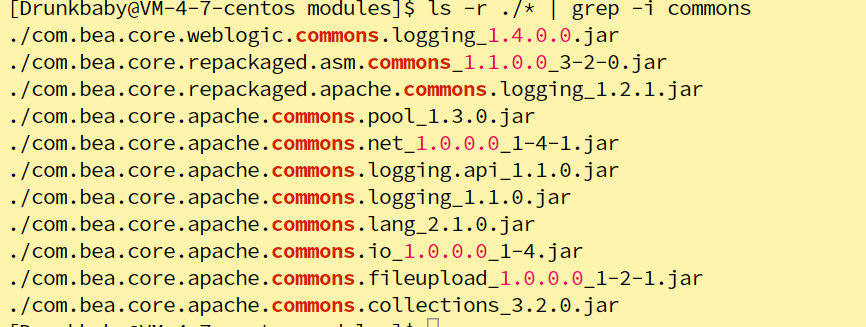 [Drunkbaby@VM-4-7-centos modules]$ ls -r ./* | grep -i commons
./com.bea.core.weblogic.commons.logging_1.4.0.0.jar
./com.bea.core.repackaged.asm.commons_1.1.0.0_3-2-0.jar
./com.bea.core.repackaged.apache.commons.logging_1.2.1.jar
./com.bea.core.apache.commons.pool_1.3.0.jar
./com.bea.core.apache.commons.net_1.0.0.0_1-4-1.jar
./com.bea.core.apache.commons.logging.api_1.1.0.jar
./com.bea.core.apache.commons.logging_1.1.0.jar
./com.bea.core.apache.commons.lang_2.1.0.jar
./com.bea.core.apache.commons.io_1.0.0.0_1-4.jar
./com.bea.core.apache.commons.fileupload_1.0.0.0_1-2-1.jar
./com.bea.core.apache.commons.collections_3.2.0.jar
[Drunkbaby@VM-4-7-centos modules]$